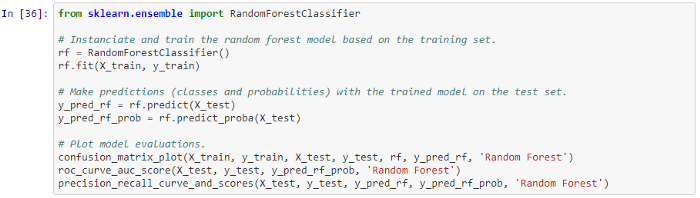 In [36]: from sklearn.ensemble import RandomForestClassifier
# Instanciate and train the random forest model based on the training set.
rf = RandomForestClassifier()
rf.fit(X_train, y_train)
# Make predictions (classes and probabilities) with the trained model on the test set.
y_pred_rf = rf.predict(X_test)
y_pred_rf_prob = rf.predict_proba(X_test)
# Plot model evaluations.
confusion_matrix_plot(X_train, y_train, X_test, y_test, rf, y_pred_rf, 'Random Forest')
roc_curve_auc_score(X_test, y_test, y_pred_rf_prob, 'Random Forest')
precision_recall_curve_and_scores(X_test, y_test, y_pred_rf, y_pred_rf_prob, 'Random Forest')